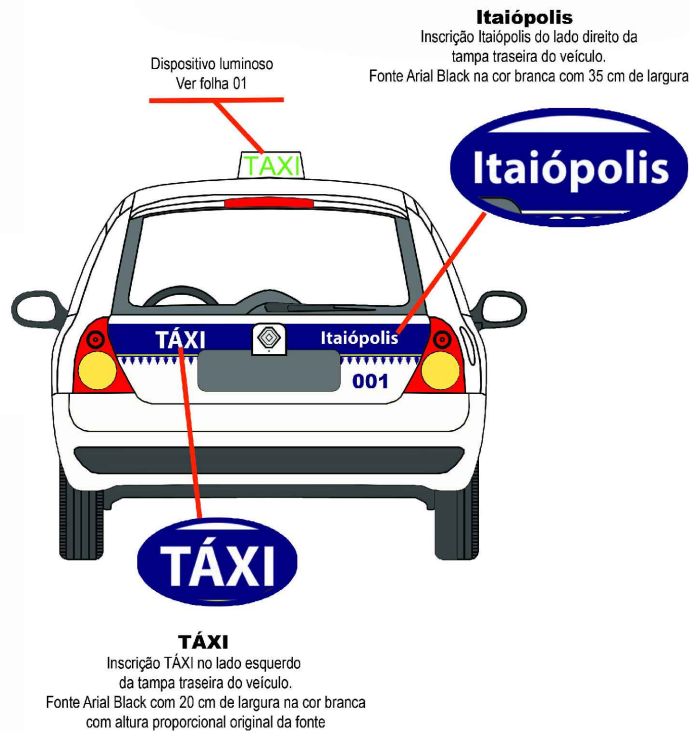 Itaiópolis
Inscrição Itaiópolis do lado direito da
tampa traseira do veículo.
Fonte Arial Black na cor branca com 35 cm de largura
Dispositivo luminoso
Ver folha 01
TAXI
Itaiópolis
TÁXI
Itaiópolis
001
TÁXI
TÁXI
Inscrição TÁXI no lado esquerdo
da tampa traseira do veículo.
Fonte Arial Black com 20 cm de largura na cor branca
com altura proporcional original da fonte